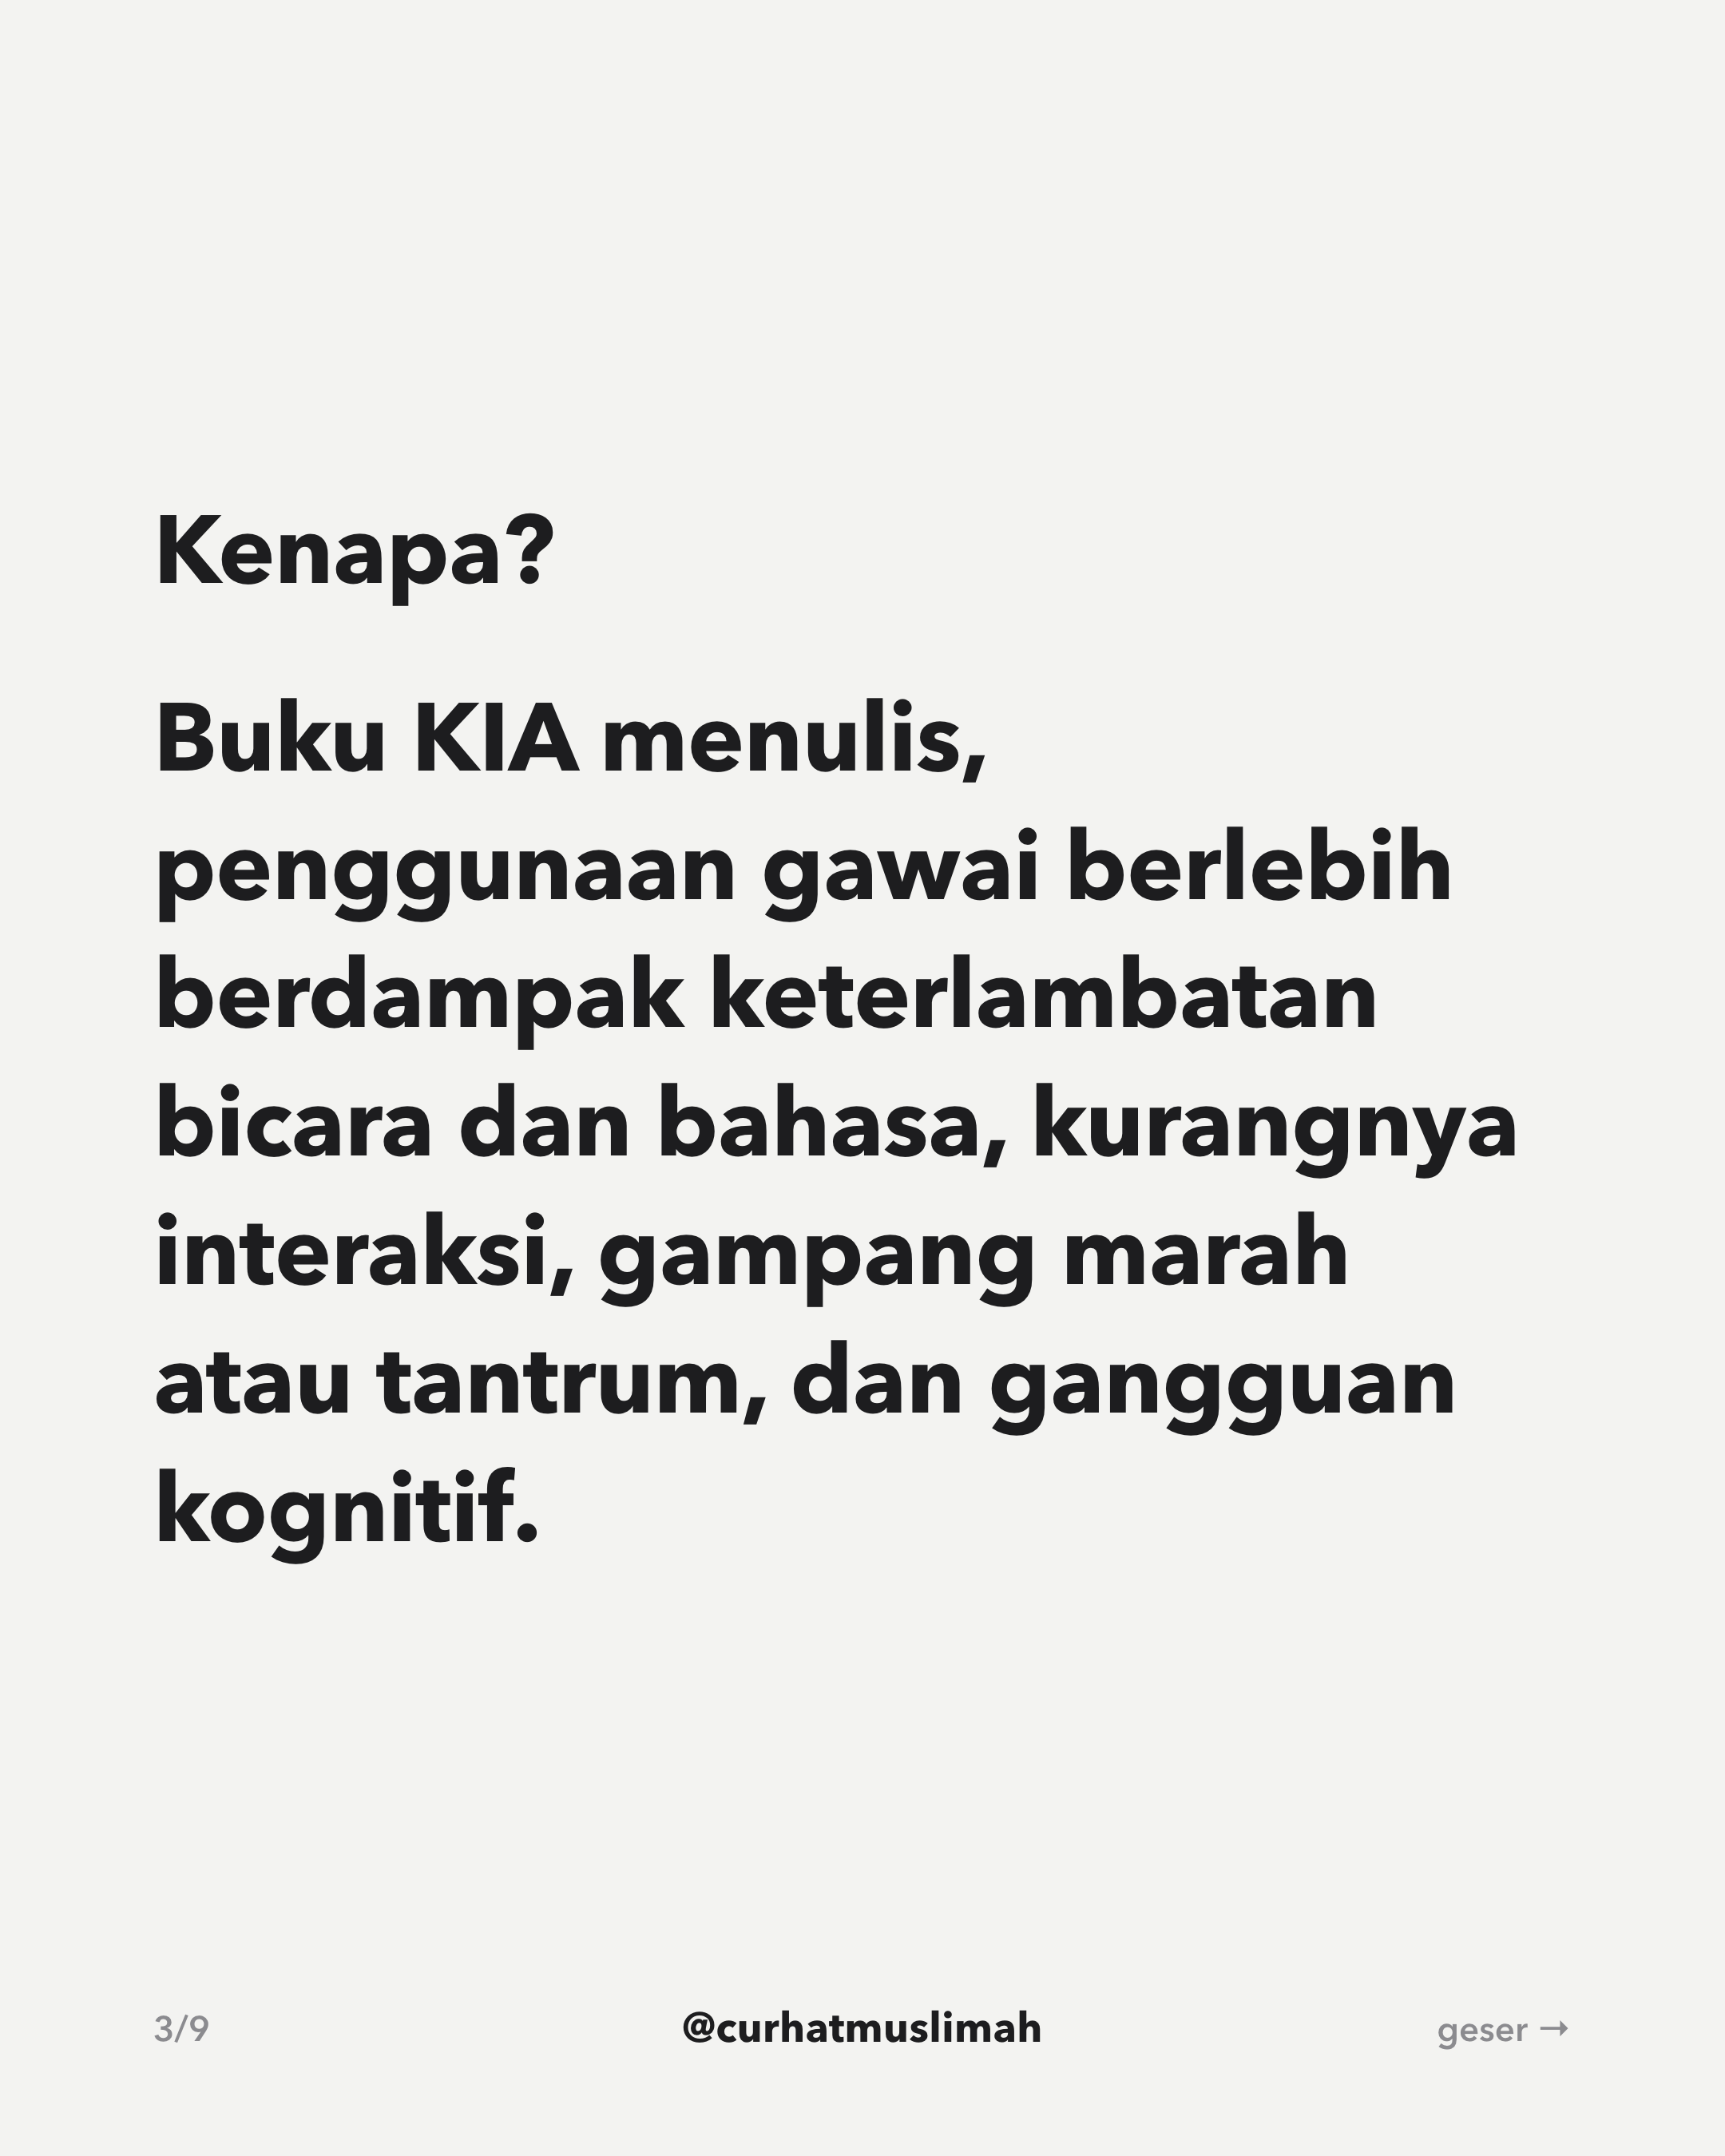 Kenapa?
Buku KIA menulis,
penggunaan gawai berlebih
berdampak keterlambatan
bicara dan bahasa, kurangnya
interaksi, gampang marah
atau tantrum, dan gangguan
kognitif.
3/9
@curhatmuslimah
geser →